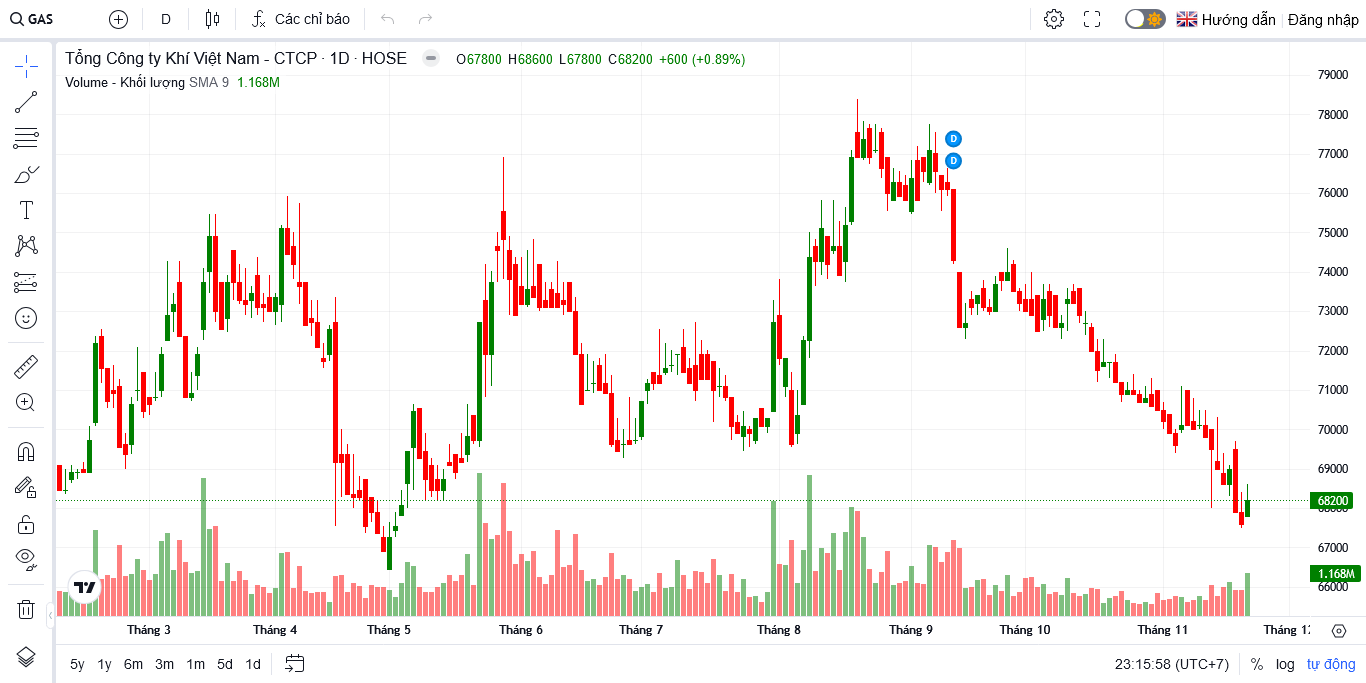 GAS D Các chỉ báo Hướng dẫn Đăng nhập
Tổng Công ty Khí Việt Nam - CTCP · 1D · HOSE O67800 H68600 L67800 C68200 +600 (+0.89%)
Volume - Khối lượng SMA 9 1.168M
79000
78000
D
77000
D
76000
75000
74000
73000
72000
71000
70000
69000
68200
68000
67000
1.168M
66000
Tháng 3 Tháng 4 Tháng 5 Tháng 6 Tháng 7 Tháng 8 Tháng 9 Tháng 10 Tháng 11 Tháng 12
5y 1y 6m 3m 1m 5d 1d 23:15:58 (UTC+7) % log tự động